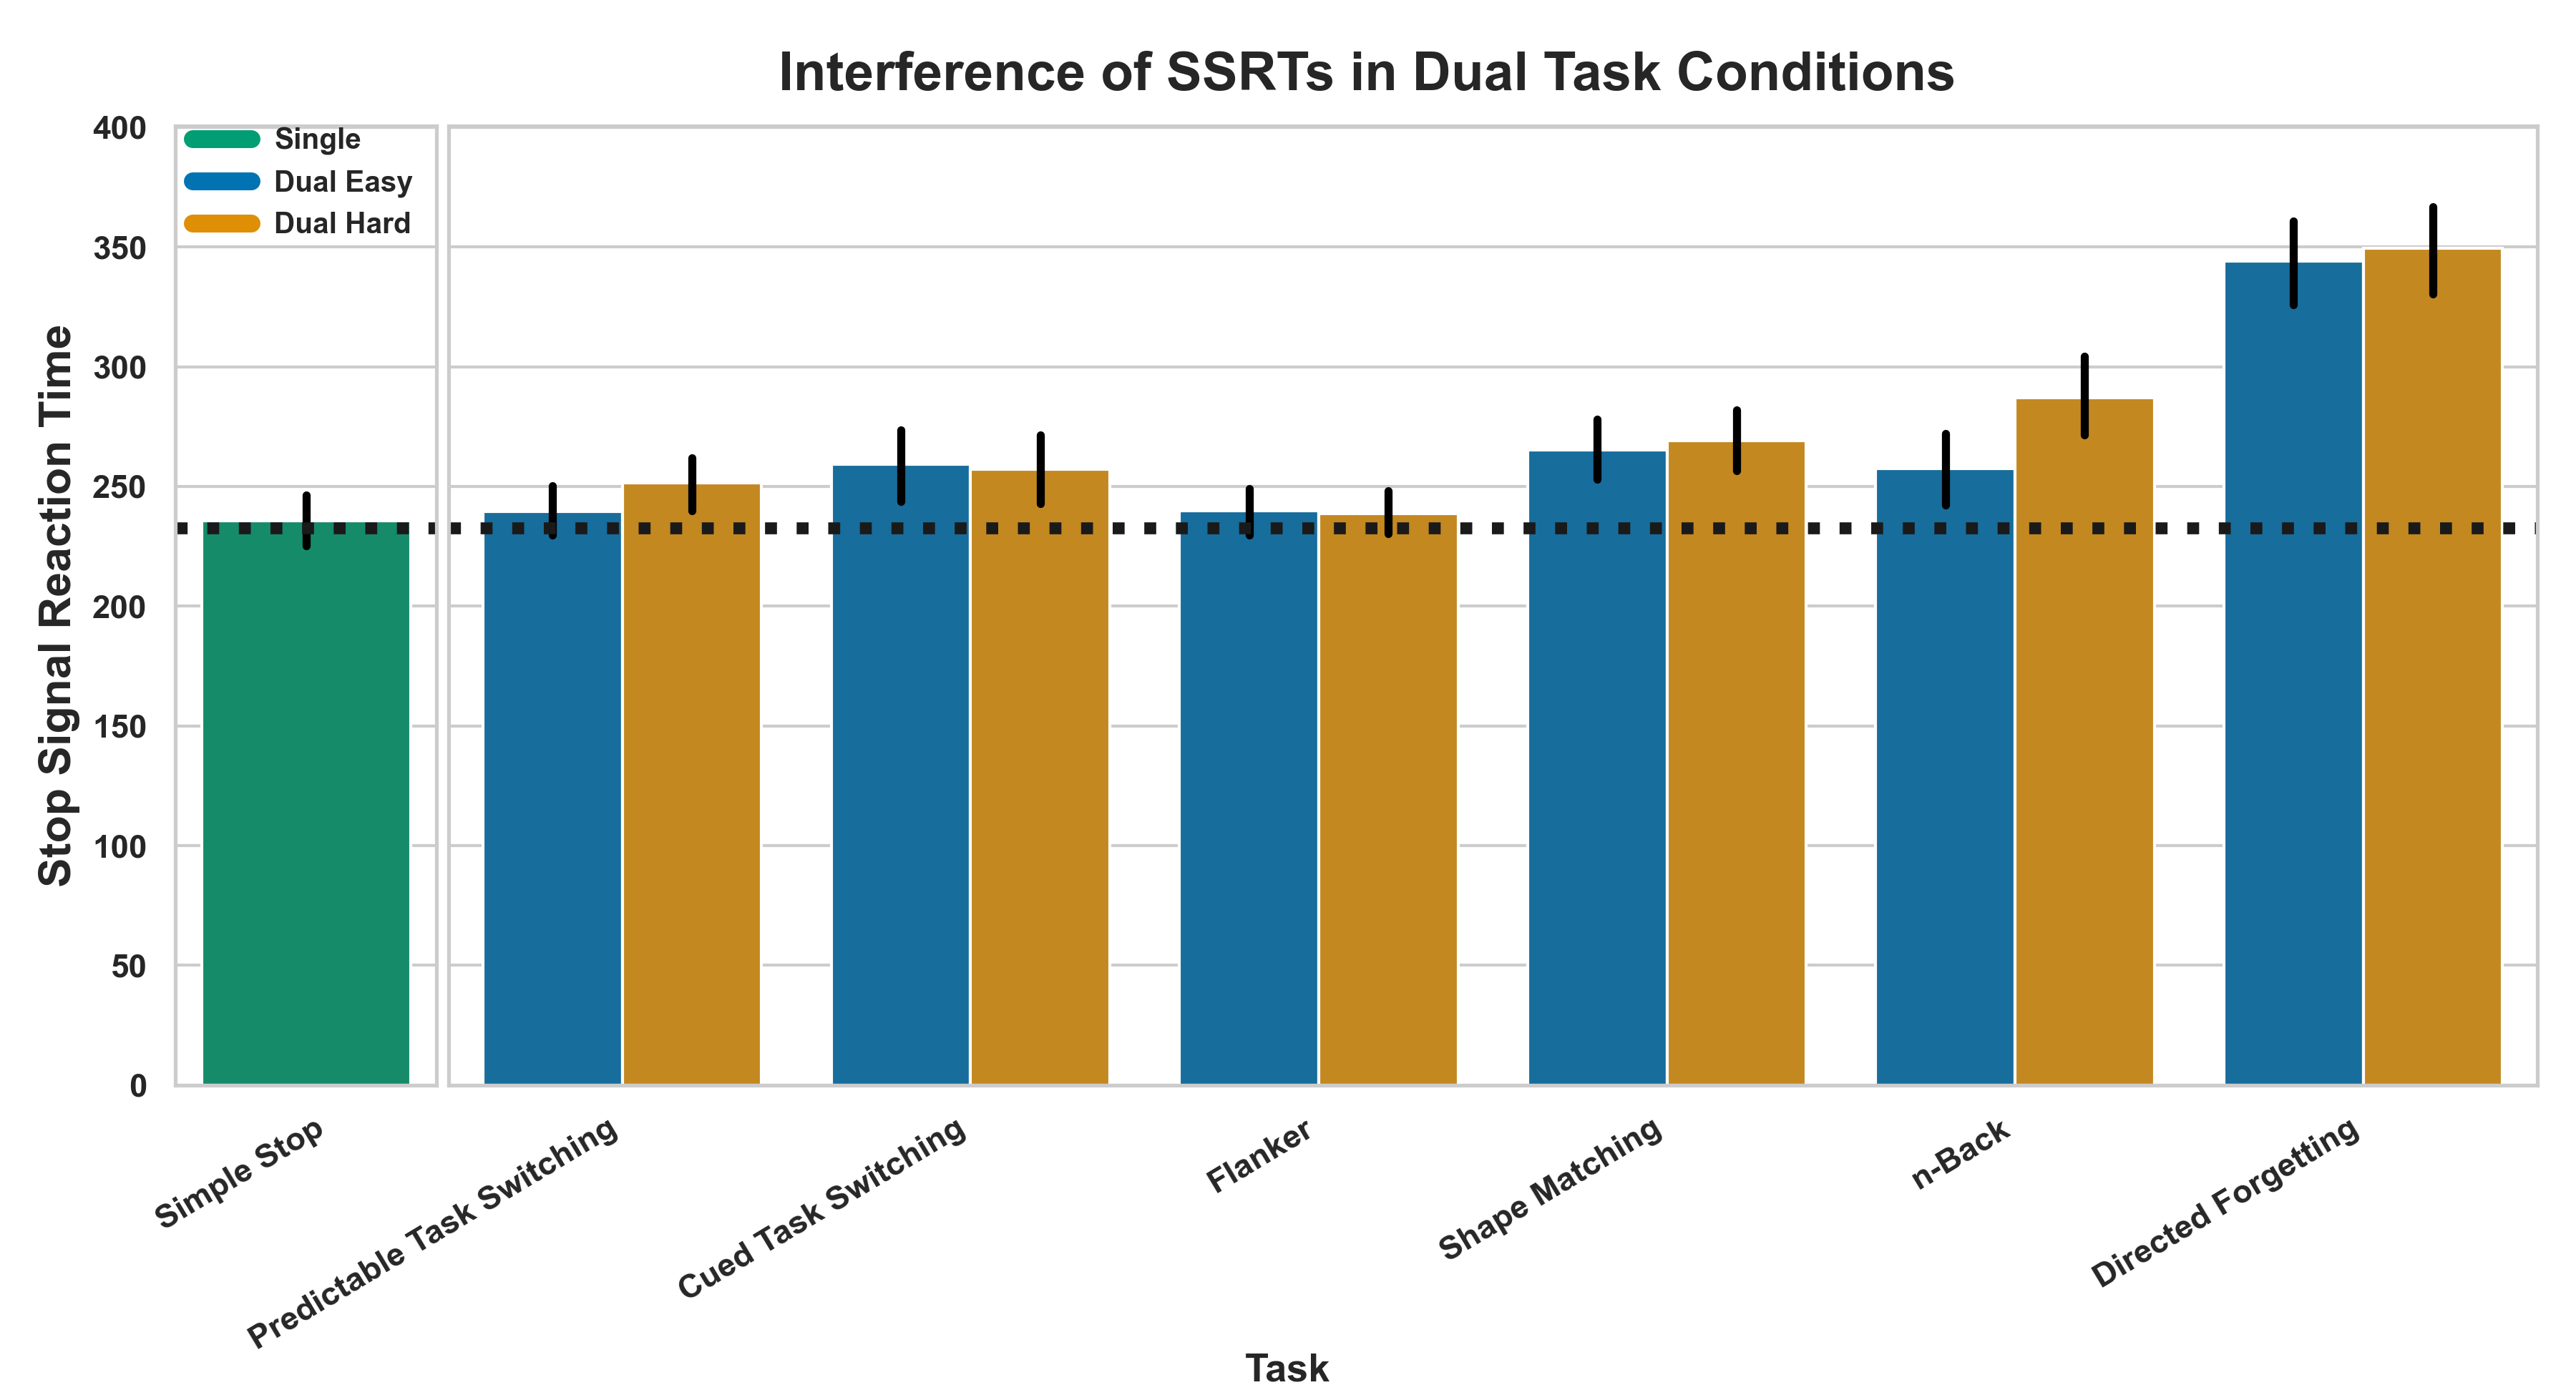 Interference of SSRTs in Dual Task Conditions
Single
Dual Easy
Dual Hard
Stop Signal Reaction Time
400
350
300
250
200
150
100
50
0
Simple Stop
Predictable Task Switching
Cued Task Switching
Flanker
Shape Matching
n-Back
Directed Forgetting
Task